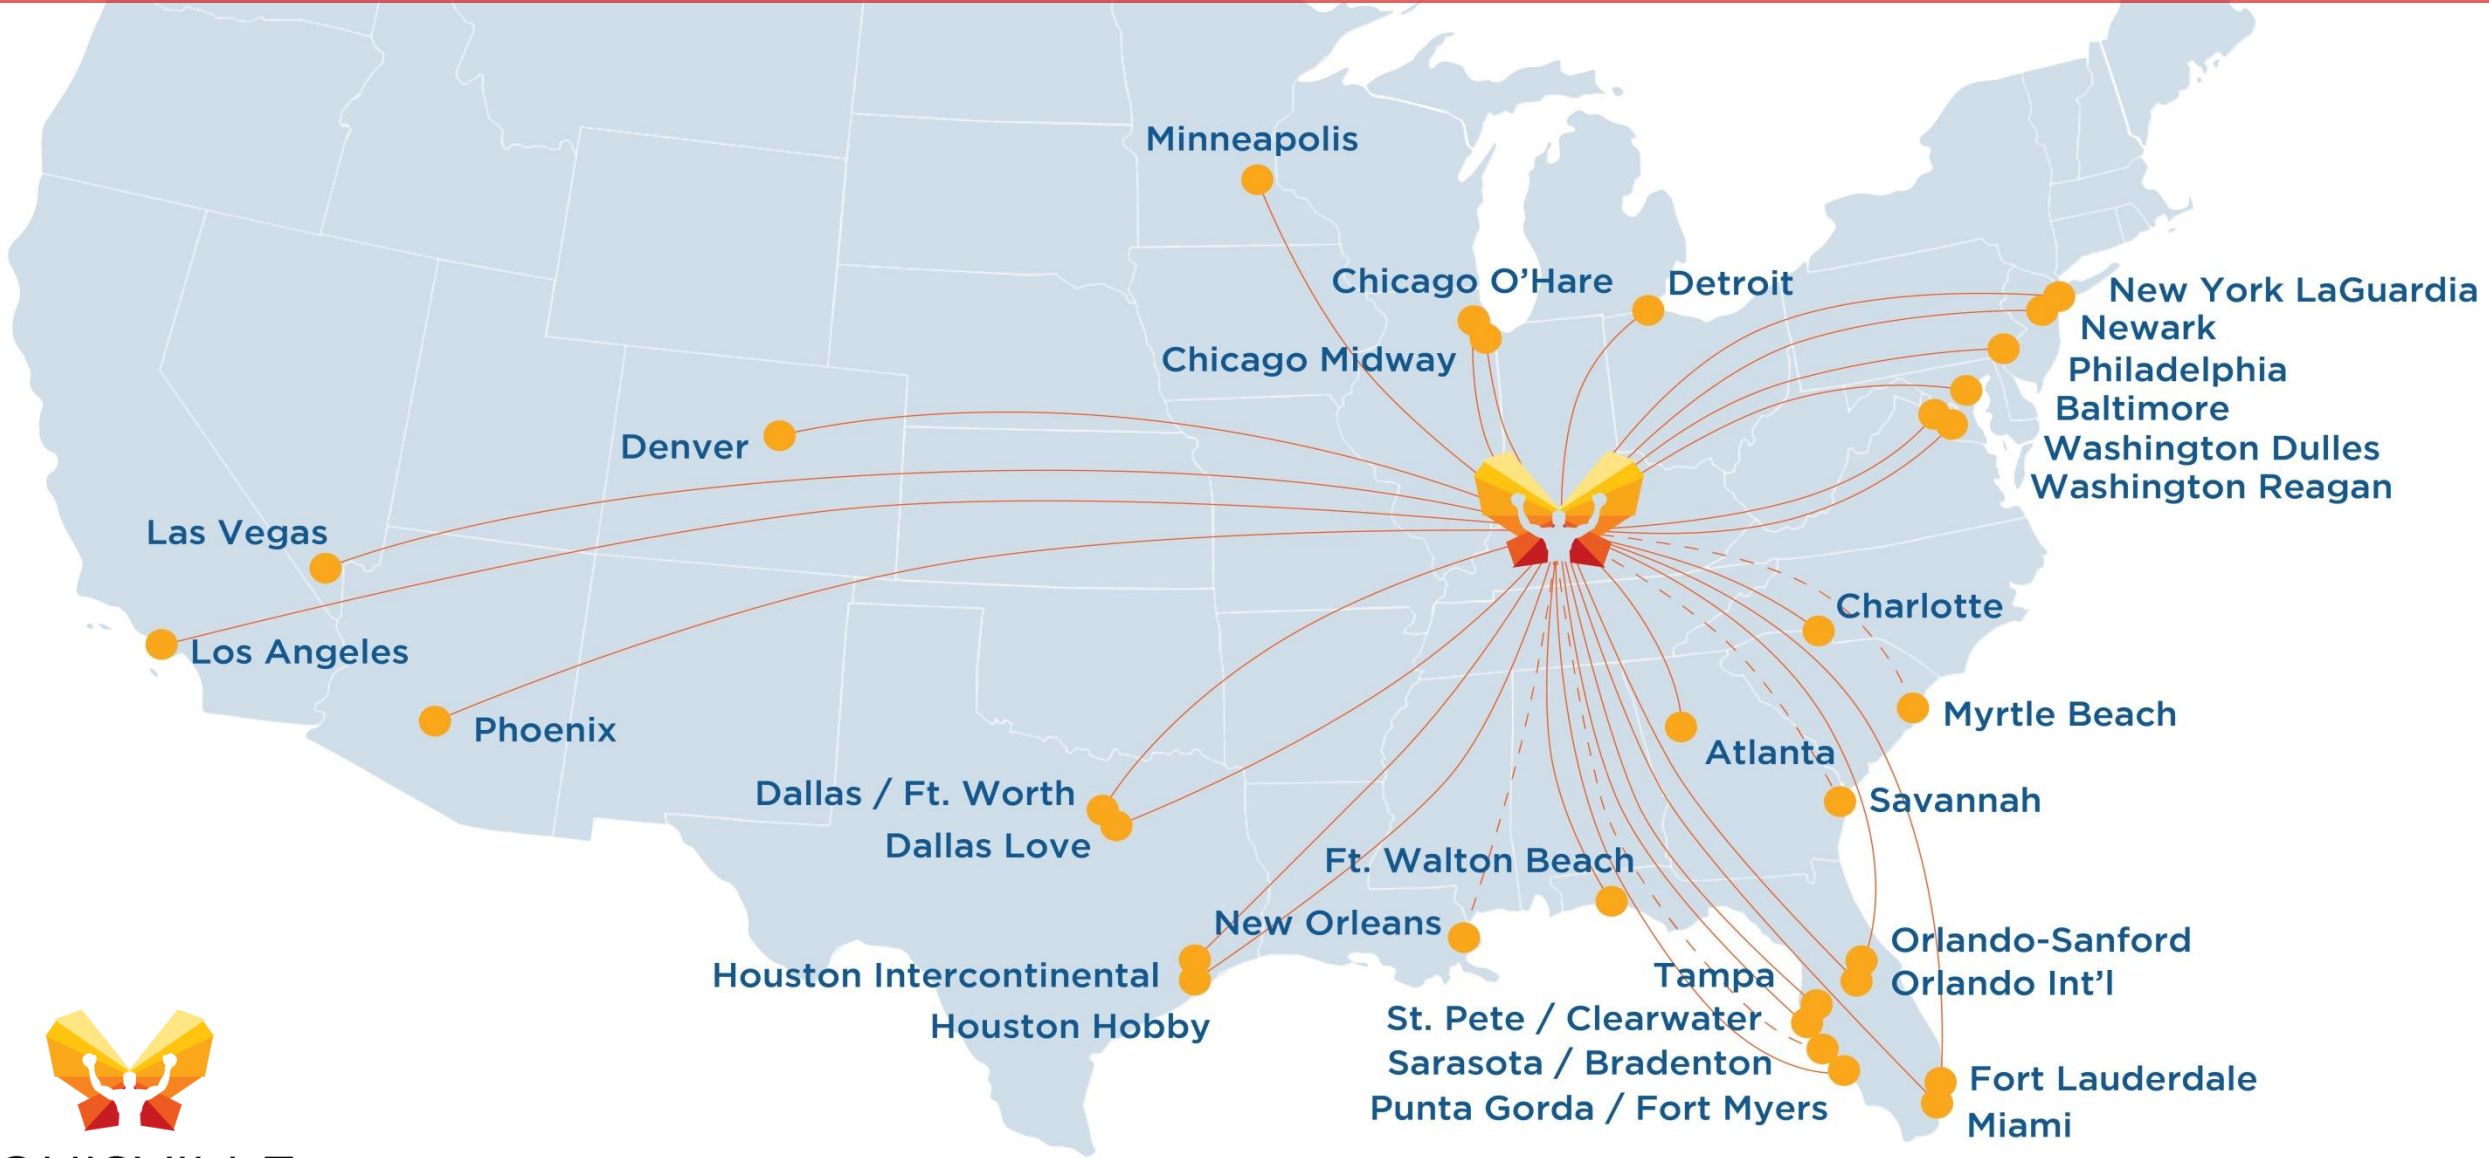 Minneapolis
Chicago O’Hare
Detroit
New York LaGuardia
Newark
Chicago Midway
Philadelphia
Baltimore
Denver
Washington Dulles
Washington Reagan
Las Vegas
Charlotte
Los Angeles
Myrtle Beach
Phoenix
Atlanta
Dallas / Ft. Worth
Savannah
Dallas Love
Ft. Walton Beach
New Orleans
Orlando-Sanford
Houston Intercontinental
Tampa
Orlando Int’l
St. Pete / Clearwater
Houston Hobby
Sarasota / Bradenton
Fort Lauderdale
Punta Gorda / Fort Myers
Miami